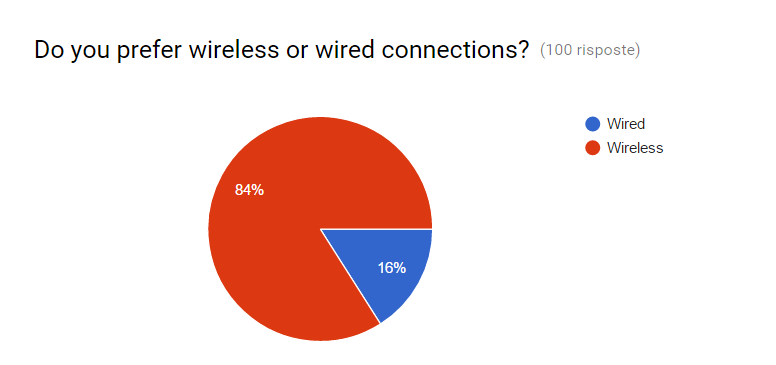 Do you prefer wireless or wired connections? (100 risposte)
Wired
Wireless
84%
16%